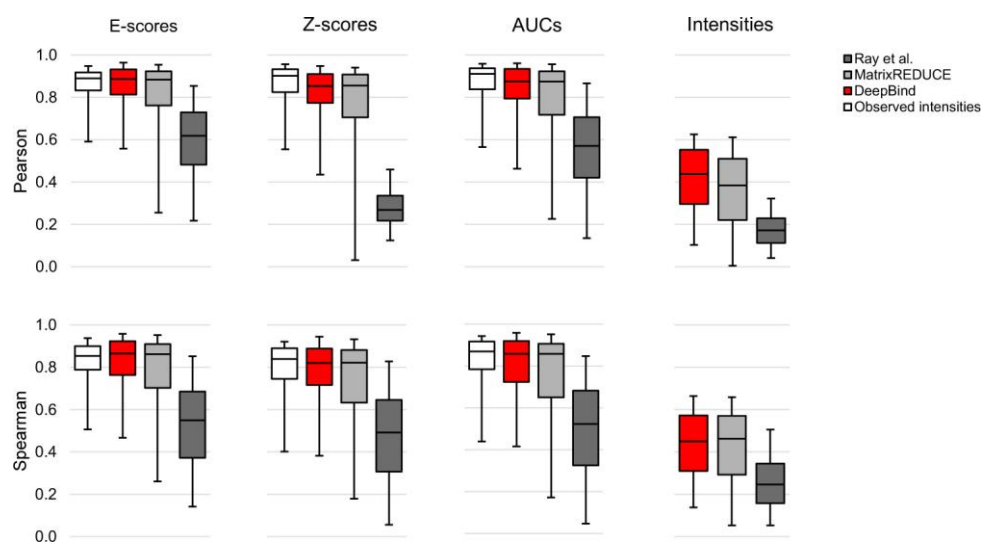 E-scores Z-scores AUCs Intensities
Ray et al.
MatrixREDUCE
DeepBind
Observed intensities
Pearson
1.0
0.8
0.6
0.4
0.2
0.0
Spearman
1.0
0.8
0.6
0.4
0.2
0.0